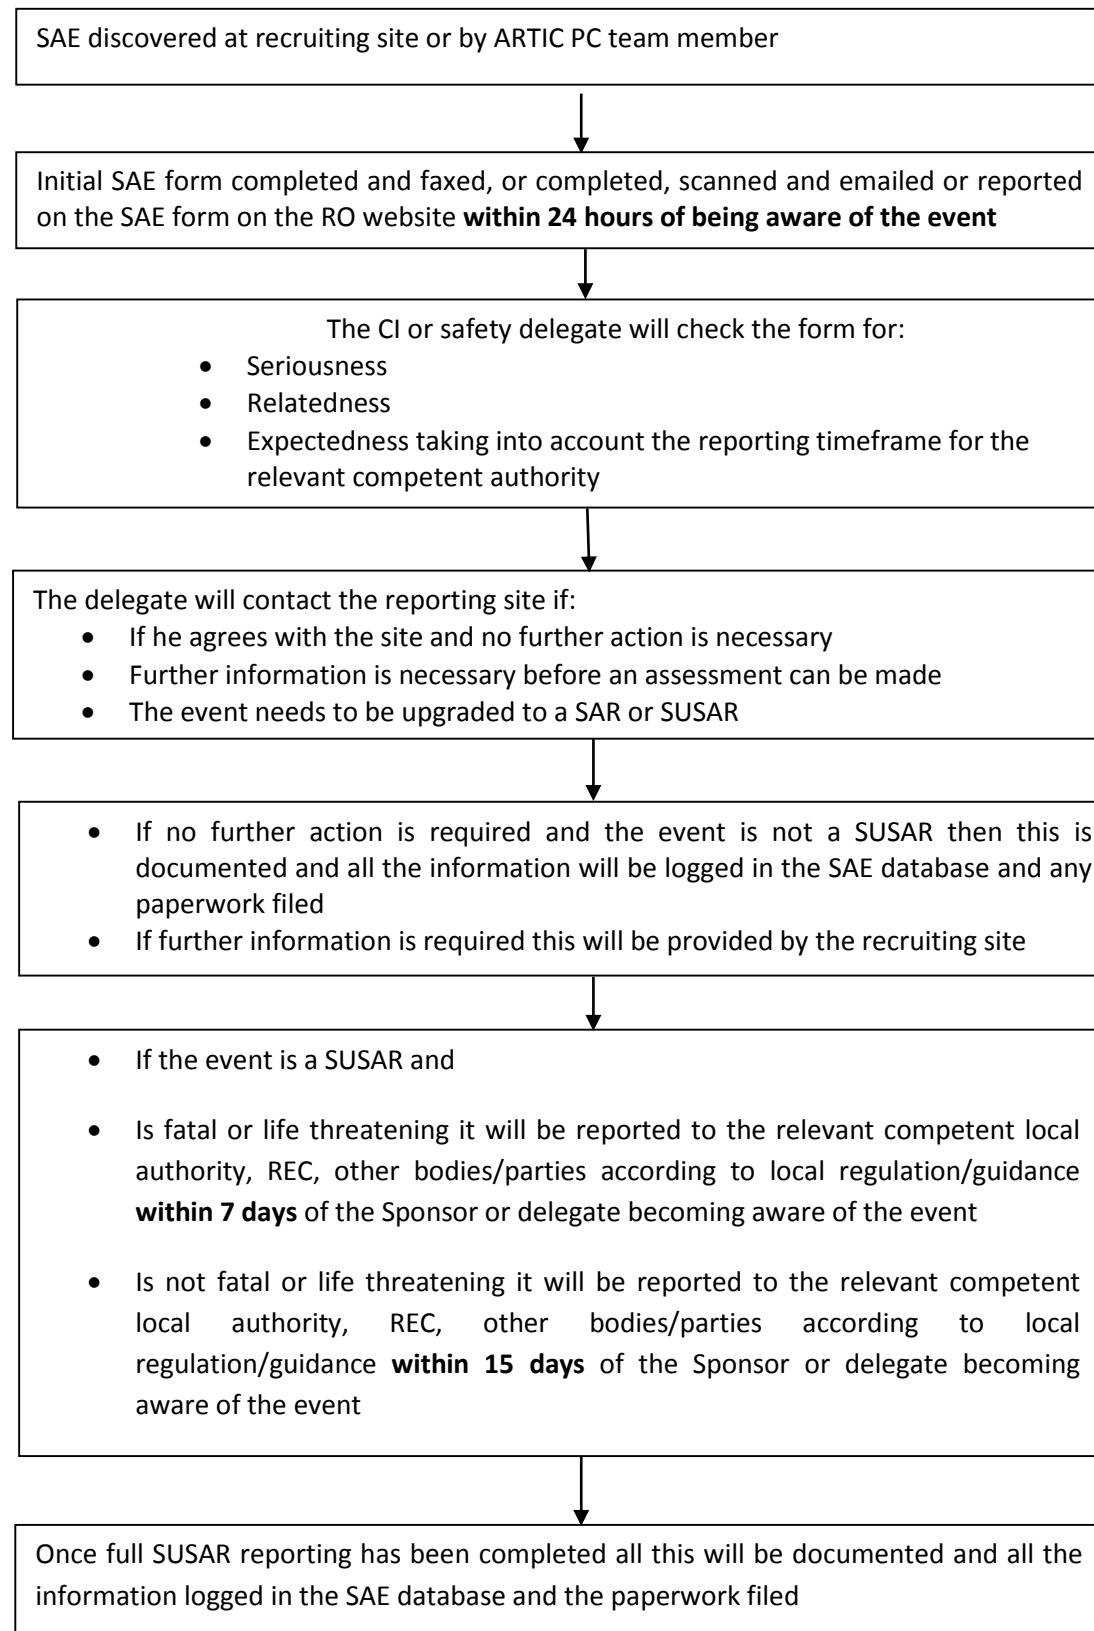 SAE discovered at recruiting site or by ARTIC PC team member
Initial SAE form completed and faxed, or completed, scanned and emailed or reported
on the SAE form on the RO website within 24 hours of being aware of the event
The CI or safety delegate will check the form for:
• Seriousness
• Relatedness
• Expectedness taking into account the reporting timeframe for the
relevant competent authority
The delegate will contact the reporting site if:
• If he agrees with the site and no further action is necessary
• Further information is necessary before an assessment can be made
• The event needs to be upgraded to a SAR or SUSAR
• If no further action is required and the event is not a SUSAR then this is
documented and all the information will be logged in the SAE database and any
paperwork filed
• If further information is required this will be provided by the recruiting site
• If the event is a SUSAR and
• Is fatal or life threatening it will be reported to the relevant competent local
authority, REC, other bodies/parties according to local regulation/guidance
within 7 days of the Sponsor or delegate becoming aware of the event
• Is not fatal or life threatening it will be reported to the relevant competent
local authority, REC, other bodies/parties according to local
regulation/guidance within 15 days of the Sponsor or delegate becoming
aware of the event
Once full SUSAR reporting has been completed all this will be documented and all the
information logged in the SAE database and the paperwork filed